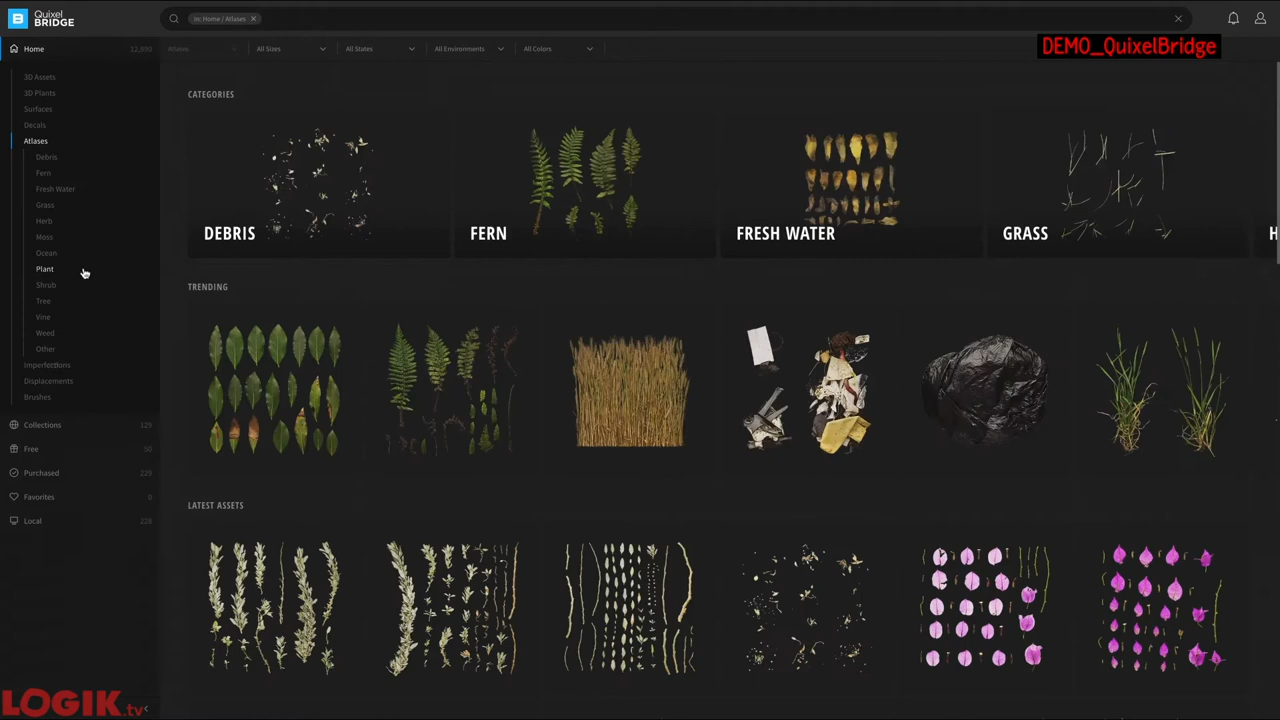 Quixel
BRIDGE
In: Home / Atlases
Home 12,890
Atlases
All Sizes
All States
All Environments
All Colors
DEMO_QuixelBridge
3D Assets
3D Plants
Surfaces
Decals
Atlases
Debris
Fern
Fresh Water
Grass
Herb
Moss
Ocean
Plant
Shrub
Tree
Vine
Weed
Other
Imperfections
Displacements
Brushes
Collections 129
Free 50
Purchased 229
Favorites 0
Local 228
CATEGORIES
DEBRIS
FERN
FRESH WATER
GRASS
H
TRENDING
LATEST ASSETS
LOGIK.tv